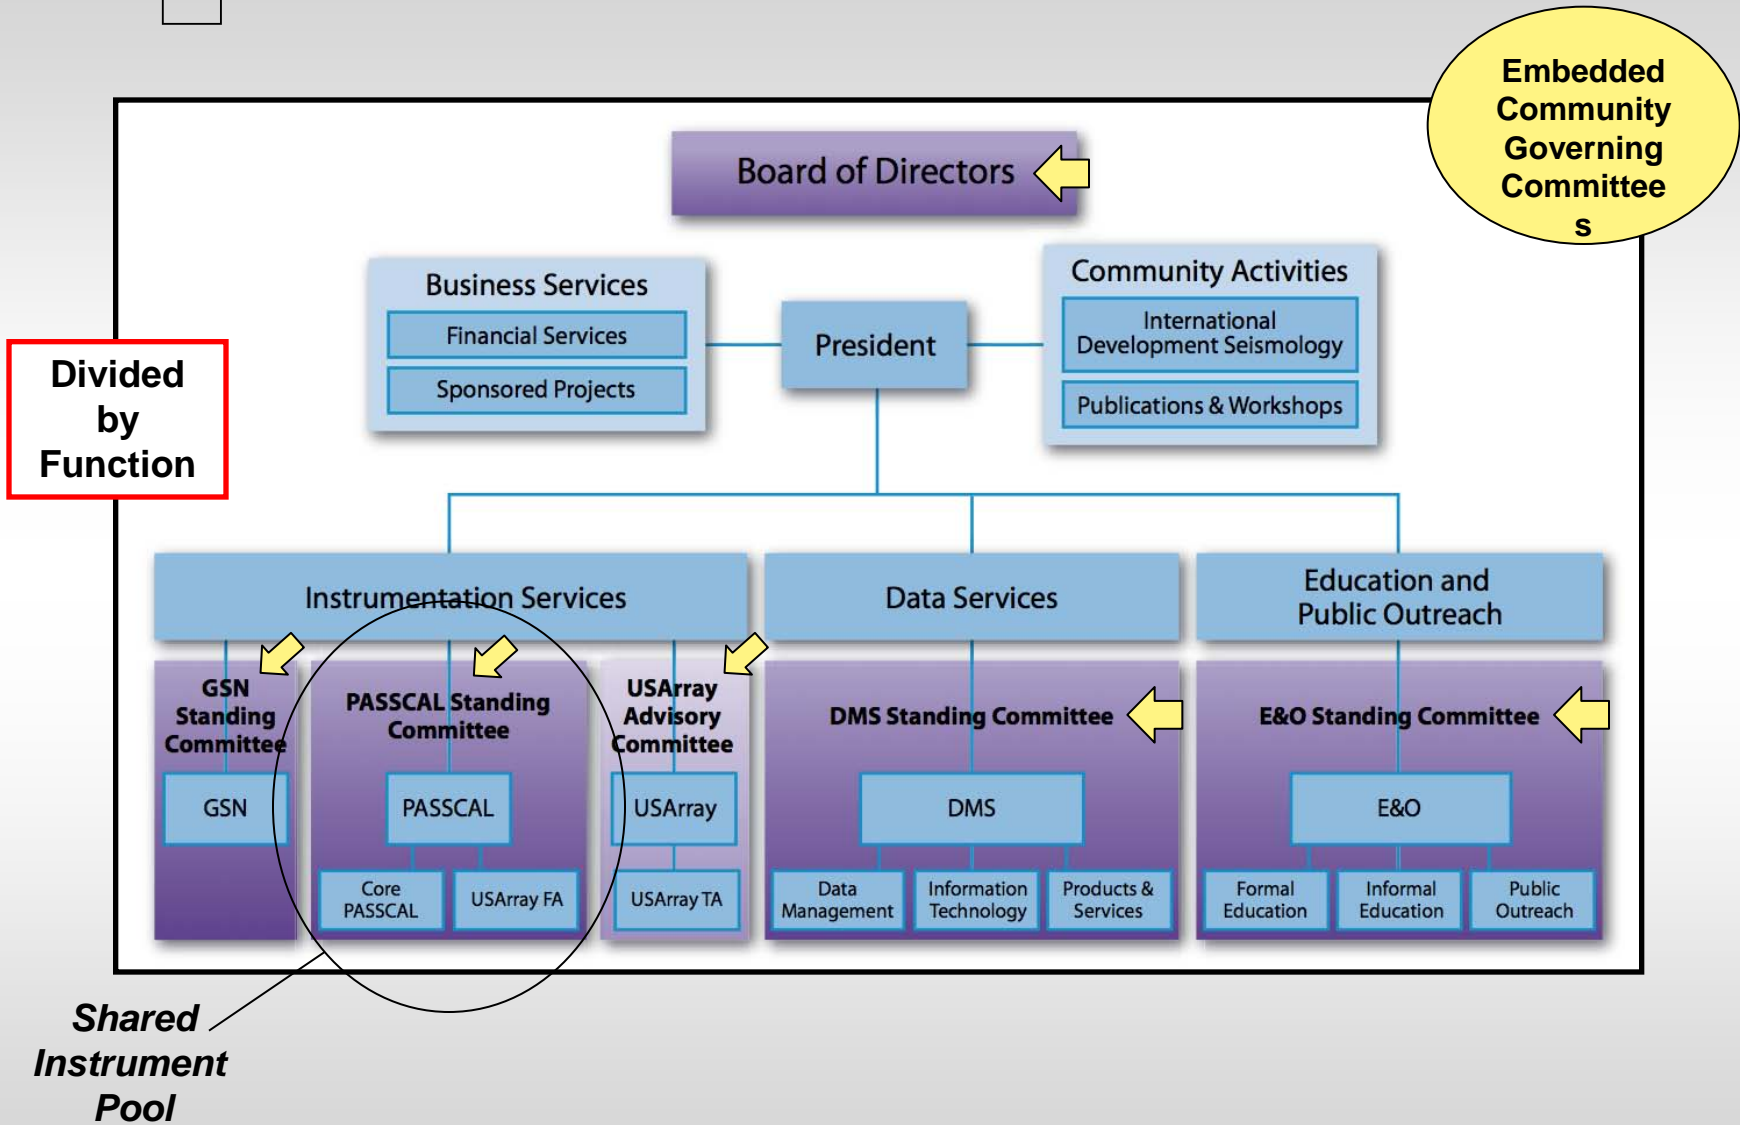 Embedded
Community
Governing
Committee
s
Board of Directors
Business Services
Financial Services
Sponsored Projects
President
Community Activities
International
Development Seismology
Publications & Workshops
Divided
by
Function
Instrumentation Services
Data Services
Education and
Public Outreach
GSN
Standing
Committee
GSN
PASSCAL Standing
Committee
PASSCAL
Core
PASSCAL
USArray FA
USArray
Advisory
Committee
USArray
USArray TA
DMS Standing Committee
DMS
Data
Management
Information
Technology
Products &
Services
E&O Standing Committee
E&O
Formal
Education
Informal
Education
Public
Outreach
Shared
Instrument
Pool